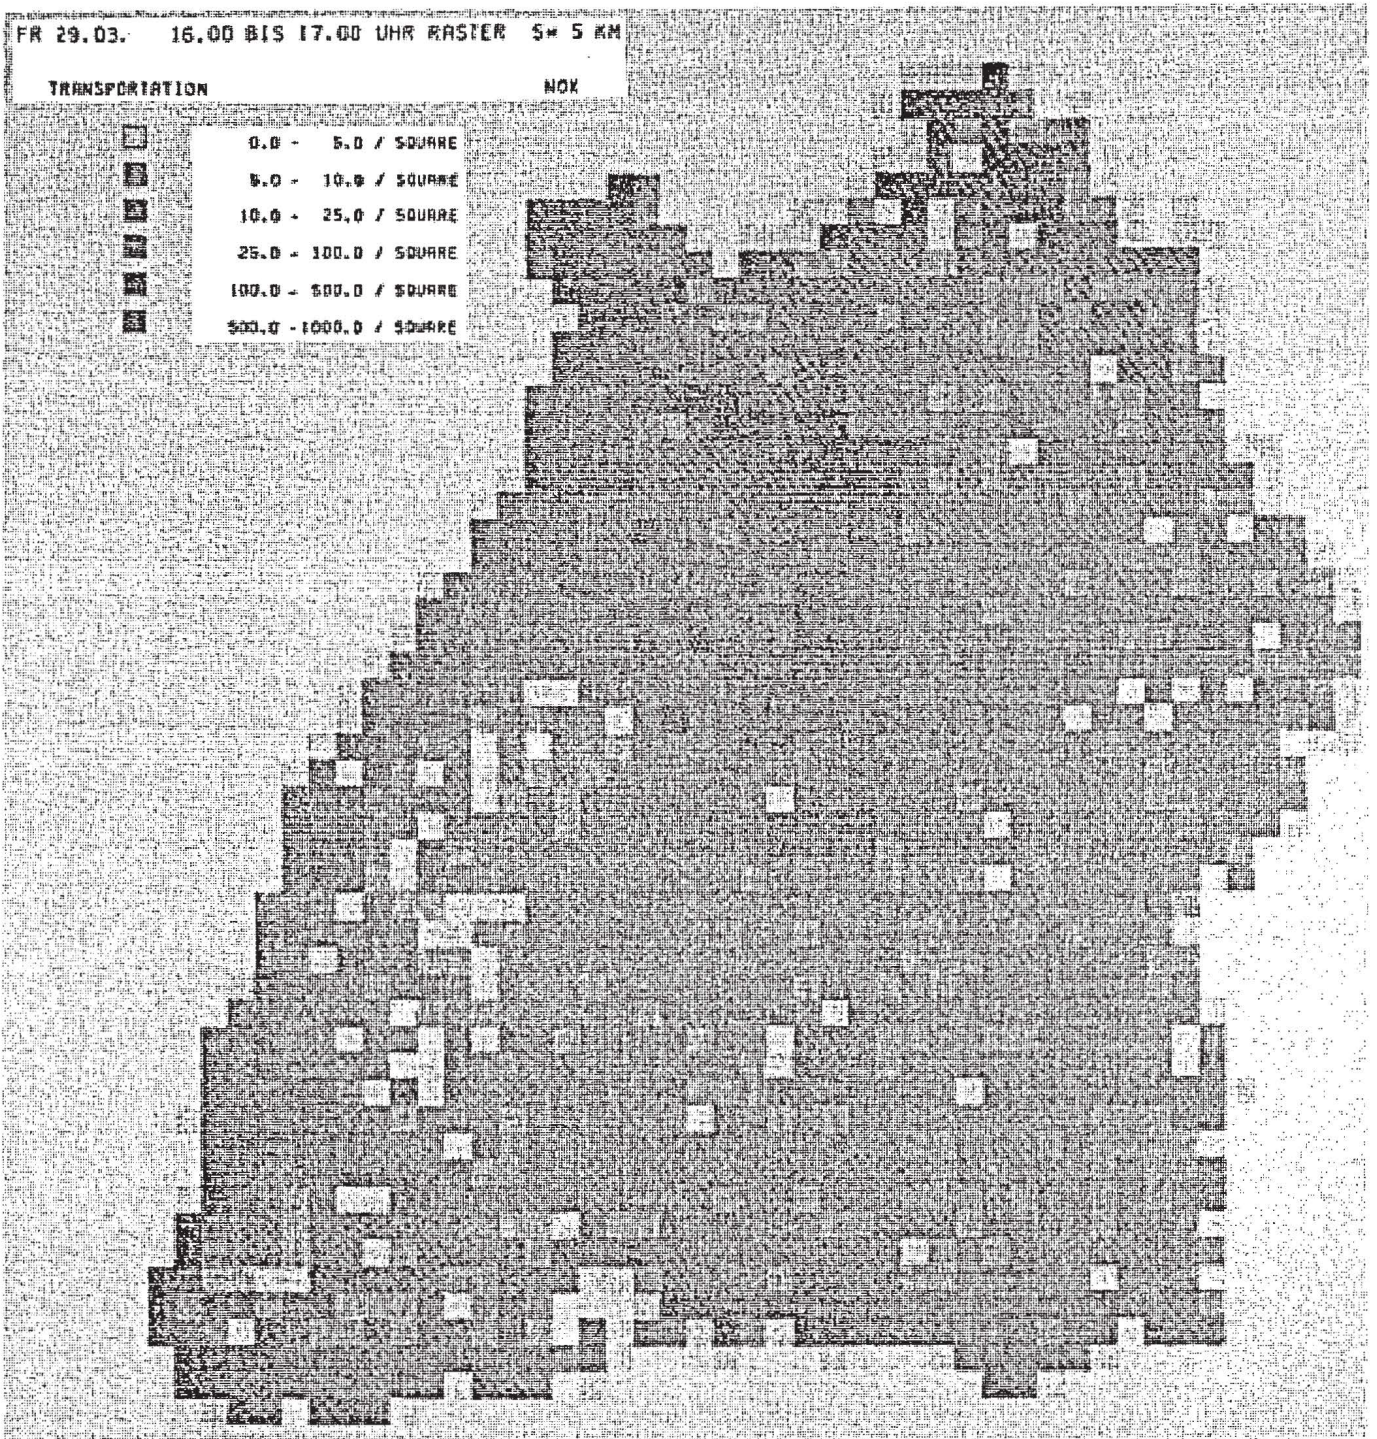 FR 29.03. 16.00 BIS 17.00 UHR RASTER S= 5 KM
TRANSPORTATION NOX
0.0 - 5.0 / SQUARE
5.0 - 10.0 / SQUARE
10.0 - 25.0 / SQUARE
25.0 - 100.0 / SQUARE
100.0 - 500.0 / SQUARE
500.0 - 1000.0 / SQUARE